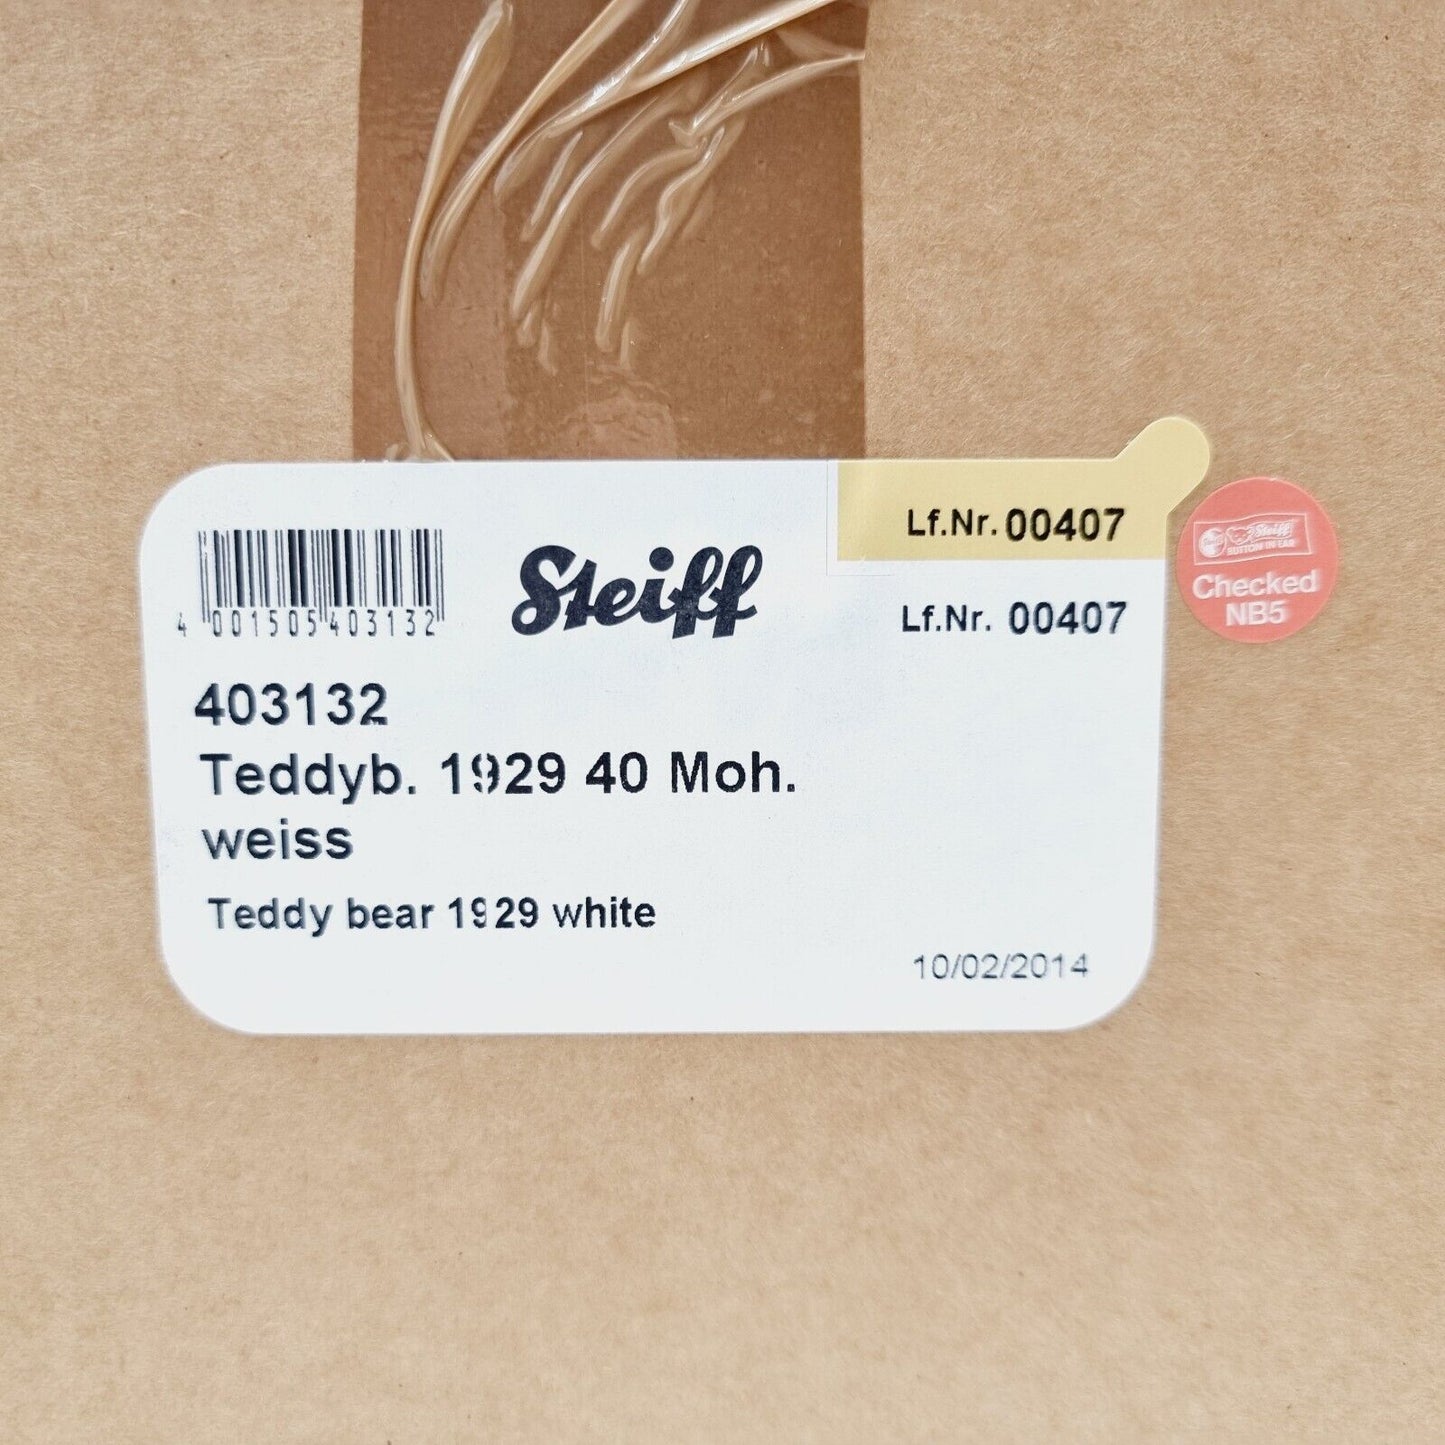 Lf.Nr. 00407
Steiff
Lf.Nr. 00407
4 001505 403132
403132
Teddyb. 1929 40 Moh.
weiss
Teddy bear 1929 white
10/02/2014
Steiff
BUTTON IN EAR
Checked
NB5